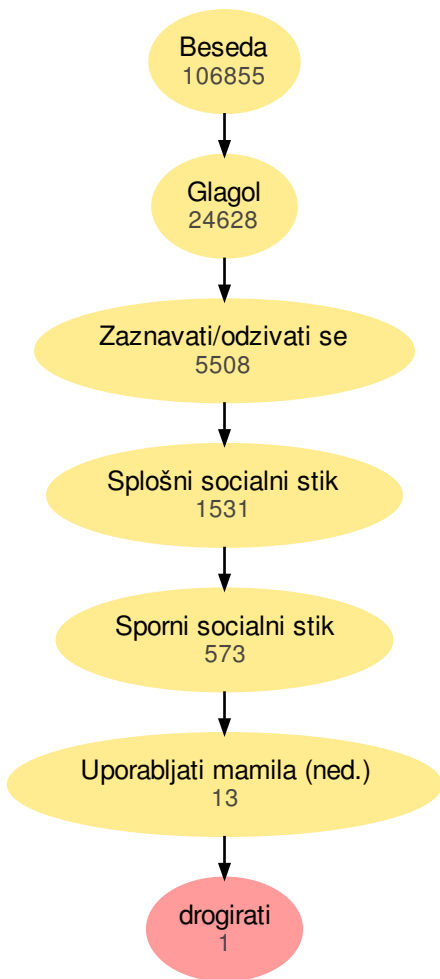 Beseda
106855
Glagol
24628
Zaznavati/odzivati se
5508
Splošni socialni stik
1531
Sporni socialni stik
573
Uporabljati mamila (ned.)
13
drogirati
1